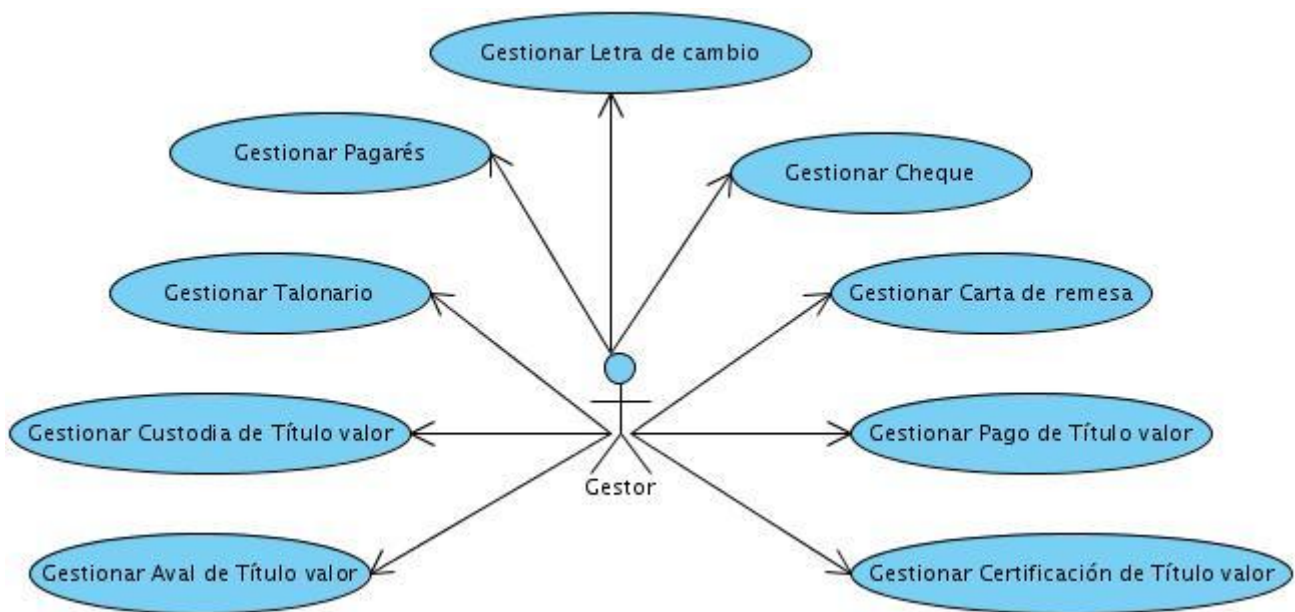 Gestionar Letra de cambio
Gestionar Pagarés
Gestionar Cheque
Gestionar Talonario
Gestionar Carta de remesa
Gestionar Custodia de Título valor
Gestionar Pago de Título valor
Gestor
Gestionar Aval de Título valor
Gestionar Certificación de Título valor